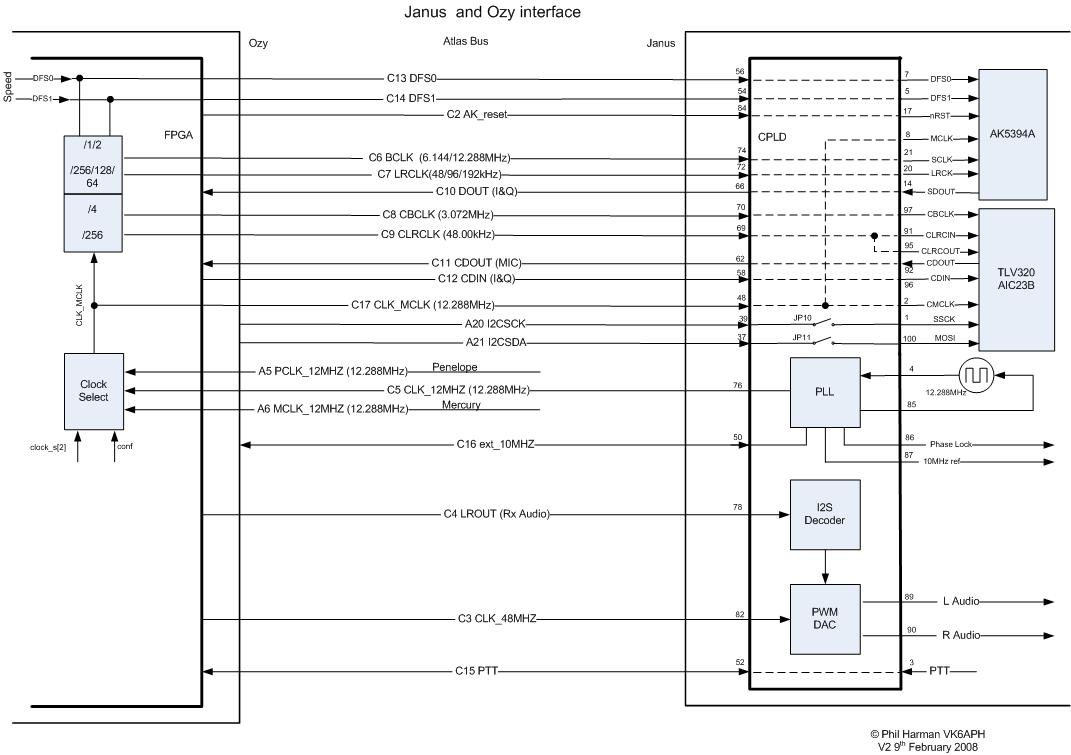 Janus and Ozy interface
Ozy
Atlas Bus
Janus
Speed
DFS0
DFS1
FPGA
/1/2
/256/128/
64
/4
/256
CLK_MCLK
Clock
Select
clock_s[2]
conf
C13 DFS0
C14 DFS1
C2 AK_reset
C6 BCLK (6.144/12.288MHz)
C7 LRCLK(48/96/192kHz)
C10 DOUT (I&Q)
C8 CBCLK (3.072MHz)
C9 CLRCLK (48.00kHz)
C11 CDOUT (MIC)
C12 CDIN (I&Q)
C17 CLK_MCLK (12.288MHz)
A20 I2CSCK
A21 I2CSDA
A5 PCLK_12MHZ (12.288MHz)
Penelope
C5 CLK_12MHZ (12.288MHz)
A6 MCLK_12MHZ (12.288MHz)
Mercury
C16 ext_10MHZ
C4 LROUT (Rx Audio)
C3 CLK_48MHZ
C15 PTT
56
54
84
74
72
66
70
69
62
58
48
39
37
76
50
78
82
52
CPLD
JP10
JP11
PLL
I2S
Decoder
PWM
DAC
7 DFS0
5 DFS1
17 nRST
8 MCLK
21 SCLK
20 LRCK
14 SDOUT
AK5394A
97 CBCLK
91 CLRCIN
95 CLRCOUT
CDOUT
92 CDIN
96
2 CMCLK
1 SSCK
100 MOSI
TLV320
AIC23B
4
12.288MHz
85
86 Phase Lock
87 10MHz ref
89 L Audio
90 R Audio
3 PTT
© Phil Harman VK6APH
V2 9th February 2008